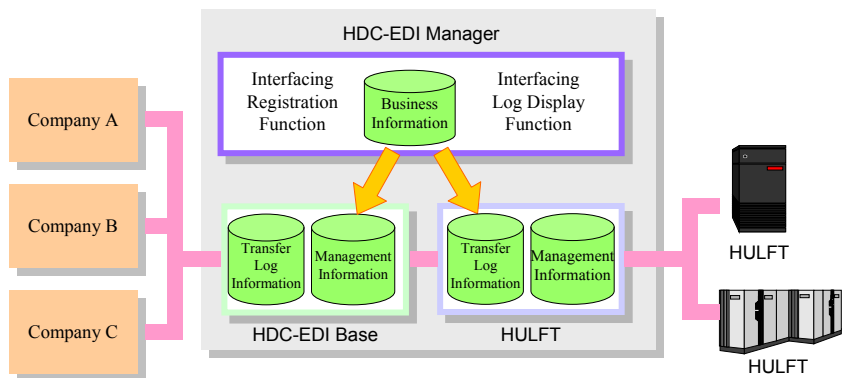 HDC-EDI Manager
Interfacing
Registration
Function
Business
Information
Interfacing
Log Display
Function
Company A
Company B
Company C
Transfer
Log
Information
Management
Information
HDC-EDI Base
Transfer
Log
Information
Management
Information
HULFT
HULFT
HULFT